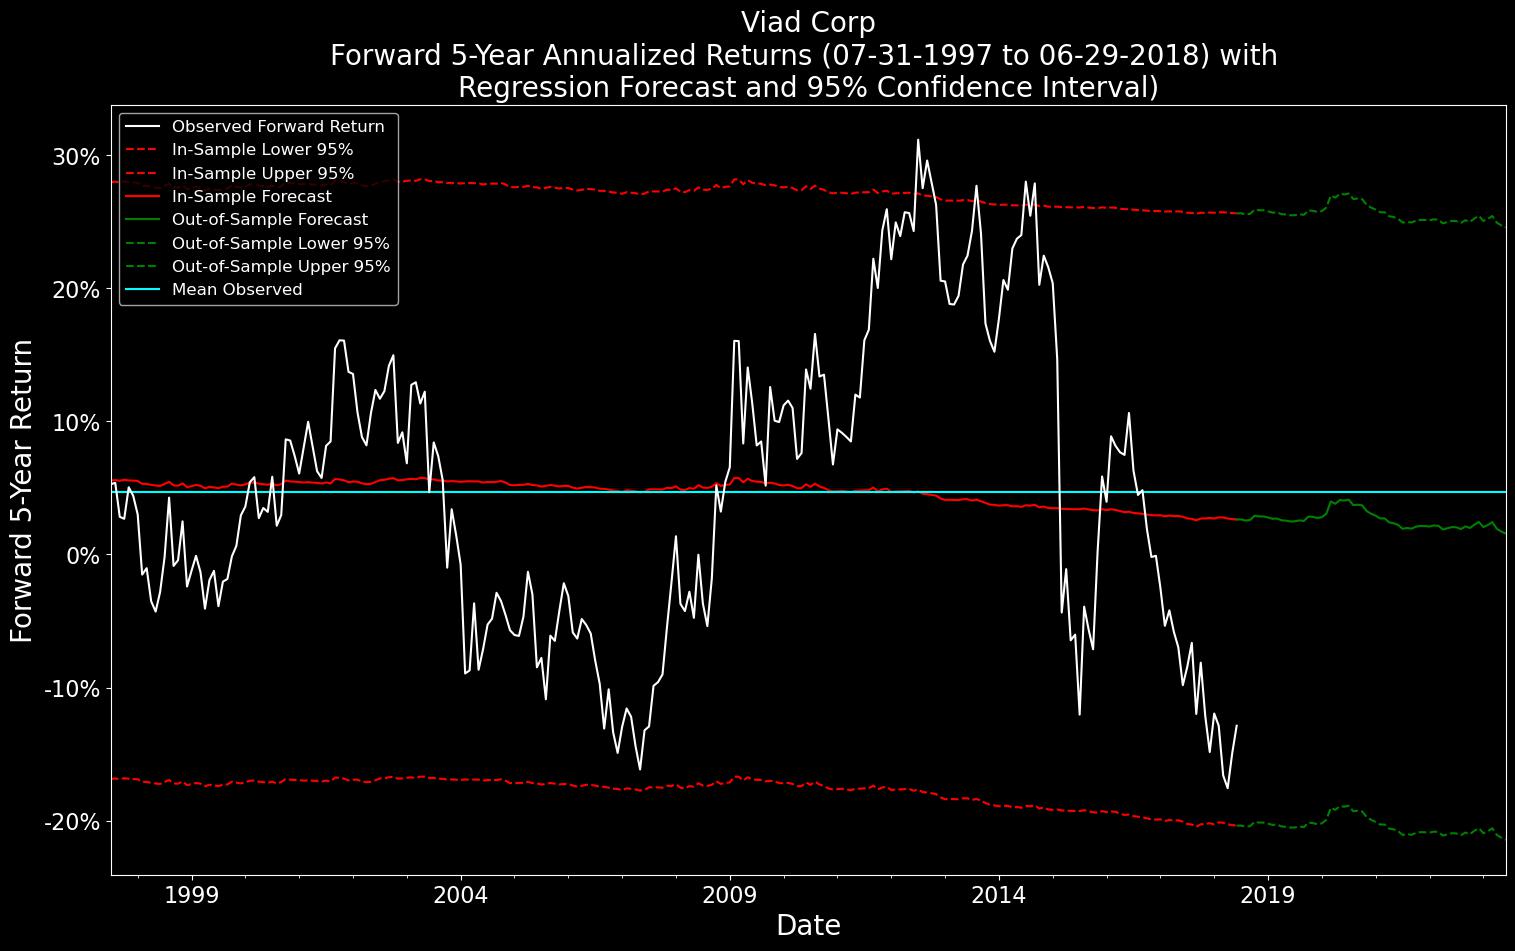 Viad Corp
Forward 5-Year Annualized Returns (07-31-1997 to 06-29-2018) with
Regression Forecast and 95% Confidence Interval)
Observed Forward Return
In-Sample Lower 95%
In-Sample Upper 95%
In-Sample Forecast
Out-of-Sample Forecast
Out-of-Sample Lower 95%
Out-of-Sample Upper 95%
Mean Observed
Forward 5-Year Return
30%
20%
10%
0%
-10%
-20%
1999
2004
2009
2014
2019
Date